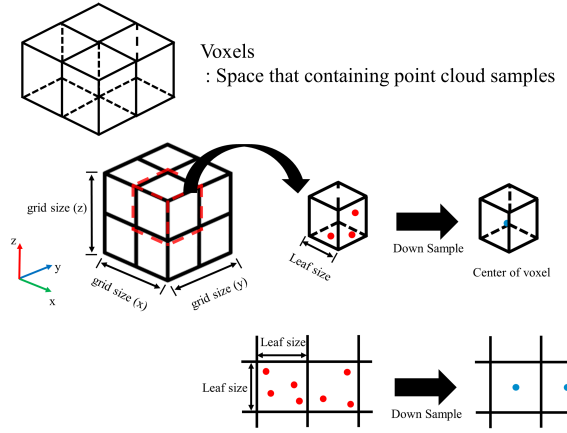 Voxels
: Space that containing point cloud samples
grid size (z)
z
y
x
grid size (x)
grid size (y)
Leaf size
Down Sample
Center of voxel
Leaf size
Leaf size
Down Sample